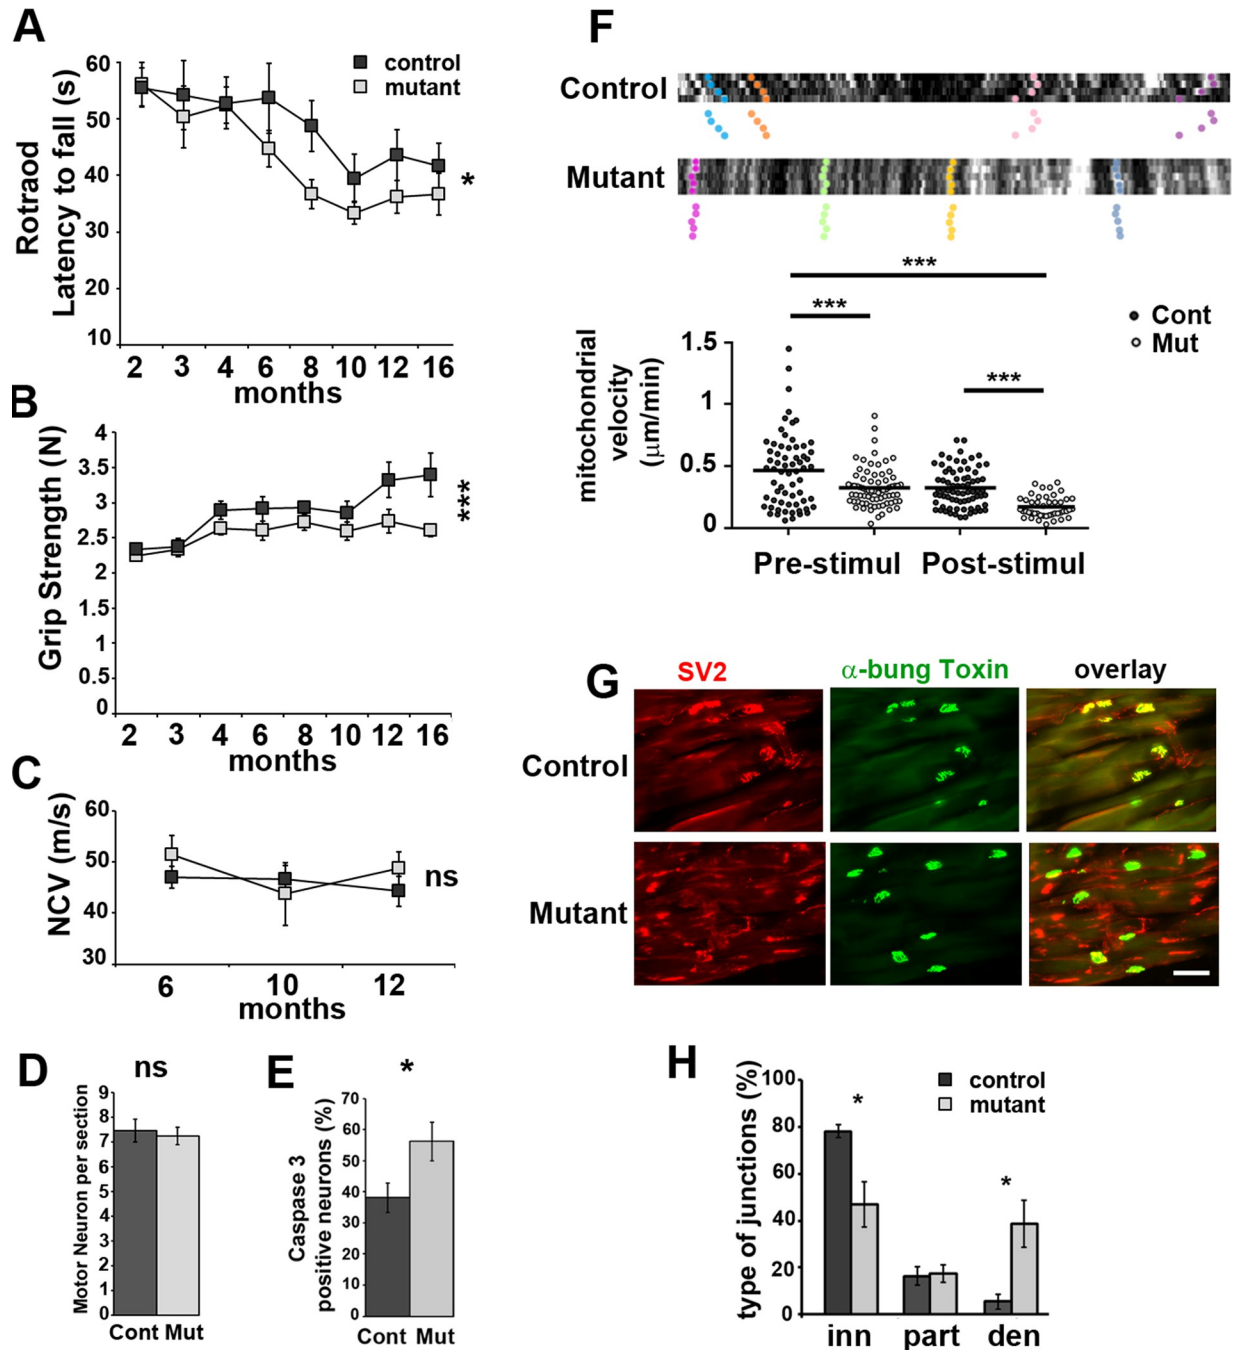 A
Rotraod
Latency to fall (s)
60
50
40
30
20
10
control
mutant
*
2 3 4 6 8 10 12 16
months
B
Grip Strength (N)
4
3.5
3
2.5
2
1.5
1
0.5
0
***
2 3 4 6 8 10 12 16
months
C
NCV (m/s)
60
50
40
30
ns
6 10 12
months
D
ns
Motor Neuron per section
9
8
7
6
5
4
3
2
1
0
Cont Mut
E
*
Caspase 3
positive neurons (%)
70
60
50
40
30
20
10
0
Cont Mut
F
Control
Mutant
***
***
***
Cont
Mut
mitochondrial
velocity
(μm/min)
1.5
1
0.5
0
Pre-stimul Post-stimul
G
SV2 α-bung Toxin overlay
Control
Mutant
H
type of junctions (%)
100
80
60
40
20
0
control
mutant
*
*
inn part den